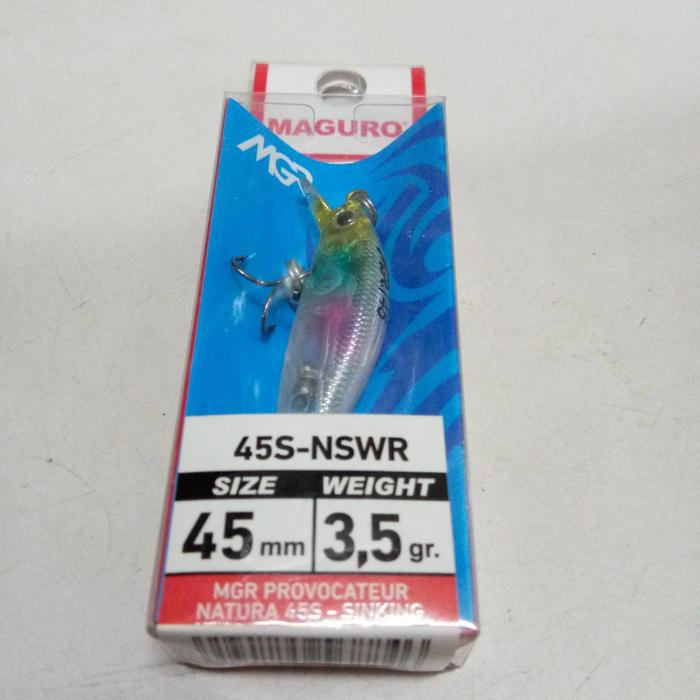 MAGURO
MGR
45S-NSWR
SIZE WEIGHT
45 mm 3,5 gr.
MGR PROVOCATEUR
NATURA 45S - SINKING